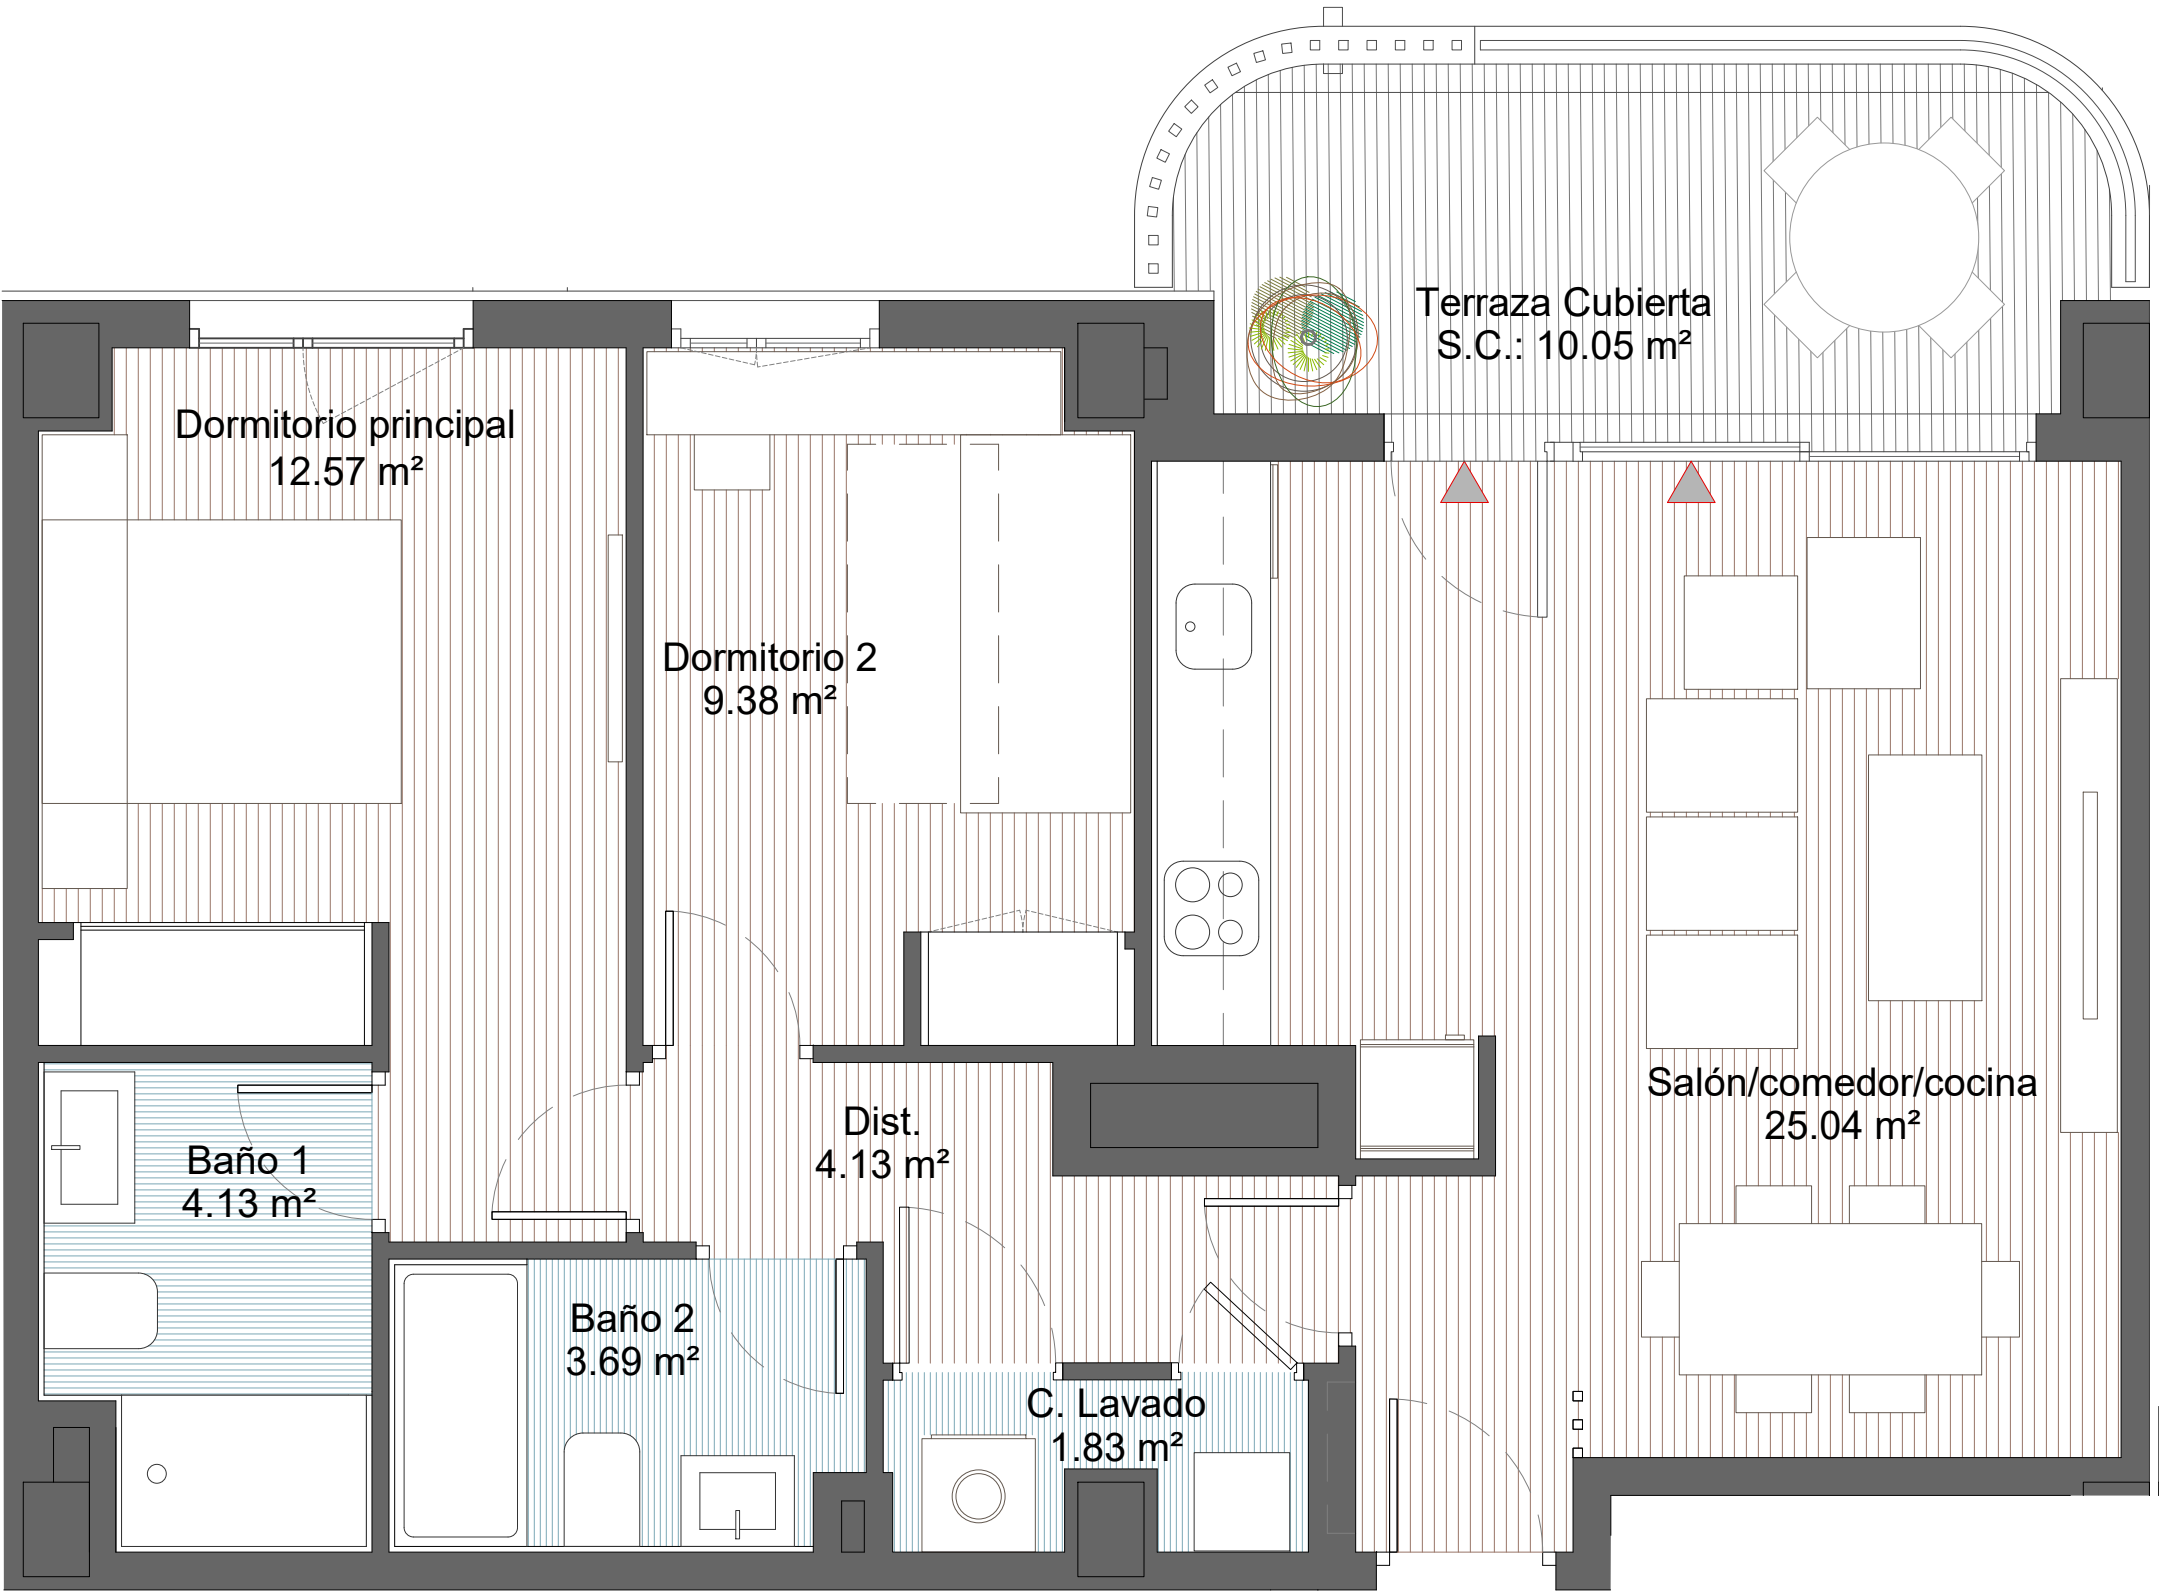 Terraza Cubierta
S.C.: 10.05 m²
Dormitorio principal
12.57 m²
Dormitorio 2
9.38 m²
Salón/comedor/cocina
25.04 m²
Dist.
4.13 m²
Baño 1
4.13 m²
Baño 2
3.69 m²
C. Lavado
1.83 m²